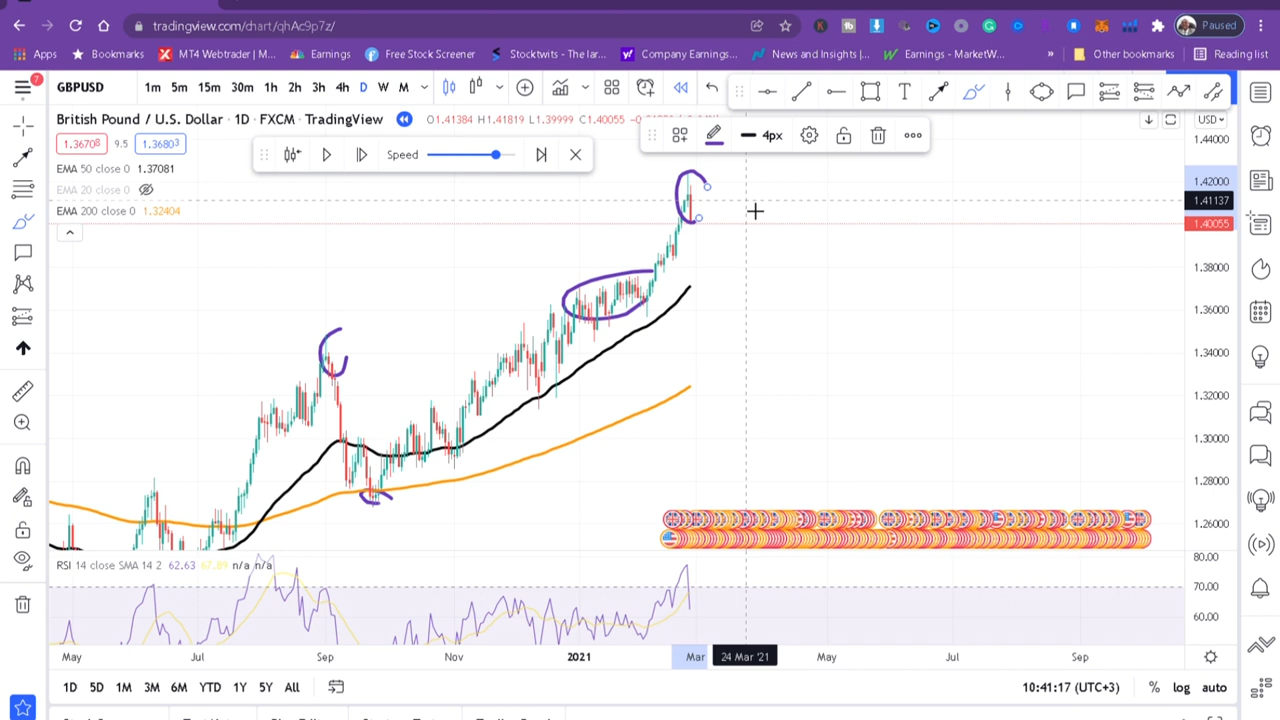 tradingview.com/chart/qhAc9p7z/
Paused
Apps Bookmarks MT4 Webtrader | M... Earnings Free Stock Screener Stocktwits - The lar... Company Earnings... News and Insights |... Earnings - MarketW... » Other bookmarks Reading list
7 GBPUSD 1m 5m 15m 30m 1h 2h 3h 4h D W M
British Pound / U.S. Dollar · 1D · FXCM · TradingView O1.41384 H1.41819 L1.39999 C1.40055
USD
1.36708 9.5 1.36803
Speed
4px
EMA 50 close 0 1.37081
EMA 20 close 0
EMA 200 close 0 1.32404
1.44000
1.42000
1.41137
1.40055
1.38000
1.36000
1.34000
1.32000
1.30000
1.28000
1.26000
RSI 14 close SMA 14 2 62.63 67.89 n/a n/a
80.00
70.00
60.00
May Jul Sep Nov 2021 Mar 24 Mar '21 May Jul Sep
1D 5D 1M 3M 6M YTD 1Y 5Y All 10:41:17 (UTC+3) % log auto